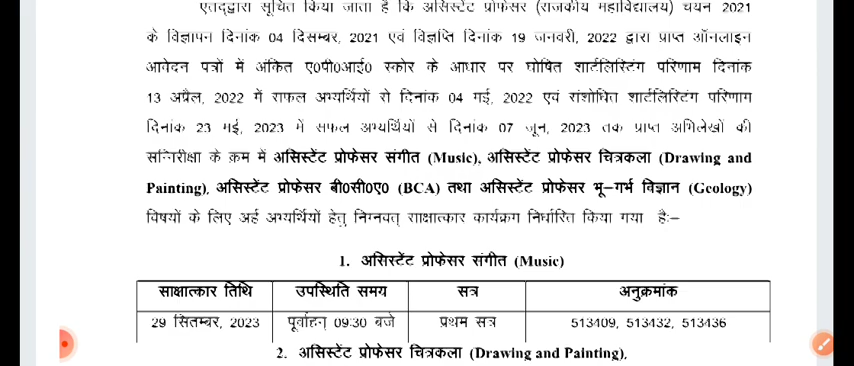 एतद्द्वारा सूचित किया जाता है कि असिस्टेंट प्रोफेसर (राजकीय महाविद्यालय) चयन 2021
के विज्ञापन दिनांक 04 दिसम्बर, 2021 एवं विज्ञप्ति दिनांक 19 जनवरी, 2022 द्वारा प्राप्त ऑनलाइन
आवेदन पत्रों में अंकित ए0पी0आई0 स्कोर के आधार पर घोषित शार्टलिस्टिंग परिणाम दिनांक
13 अप्रैल, 2022 में सफल अभ्यर्थियों से दिनांक 04 मई, 2022 एवं संशोधित शार्टलिस्टिंग परिणाम
दिनांक 23 मई, 2023 में सफल अभ्यर्थियों से दिनांक 07 जून, 2023 तक प्राप्त अभिलेखों की
सन्निरीक्षा के क्रम में असिस्टेंट प्रोफेसर संगीत (Music), असिस्टेंट प्रोफेसर चित्रकला (Drawing and
Painting), असिस्टेंट प्रोफेसर बी0सी0ए0 (BCA) तथा असिस्टेंट प्रोफेसर भू-गर्भ विज्ञान (Geology)
विषयों के लिए अर्ह अभ्यर्थियों हेतु निम्नवत् साक्षात्कार कार्यक्रम निर्धारित किया गया है:-
1. असिस्टेंट प्रोफेसर संगीत (Music)
साक्षात्कार तिथि उपस्थिति समय सत्र अनुक्रमांक
29 सितम्बर, 2023 पूर्वाह्न 09:30 बजे प्रथम सत्र 513409, 513432, 513436
2. असिस्टेंट प्रोफेसर चित्रकला (Drawing and Painting),